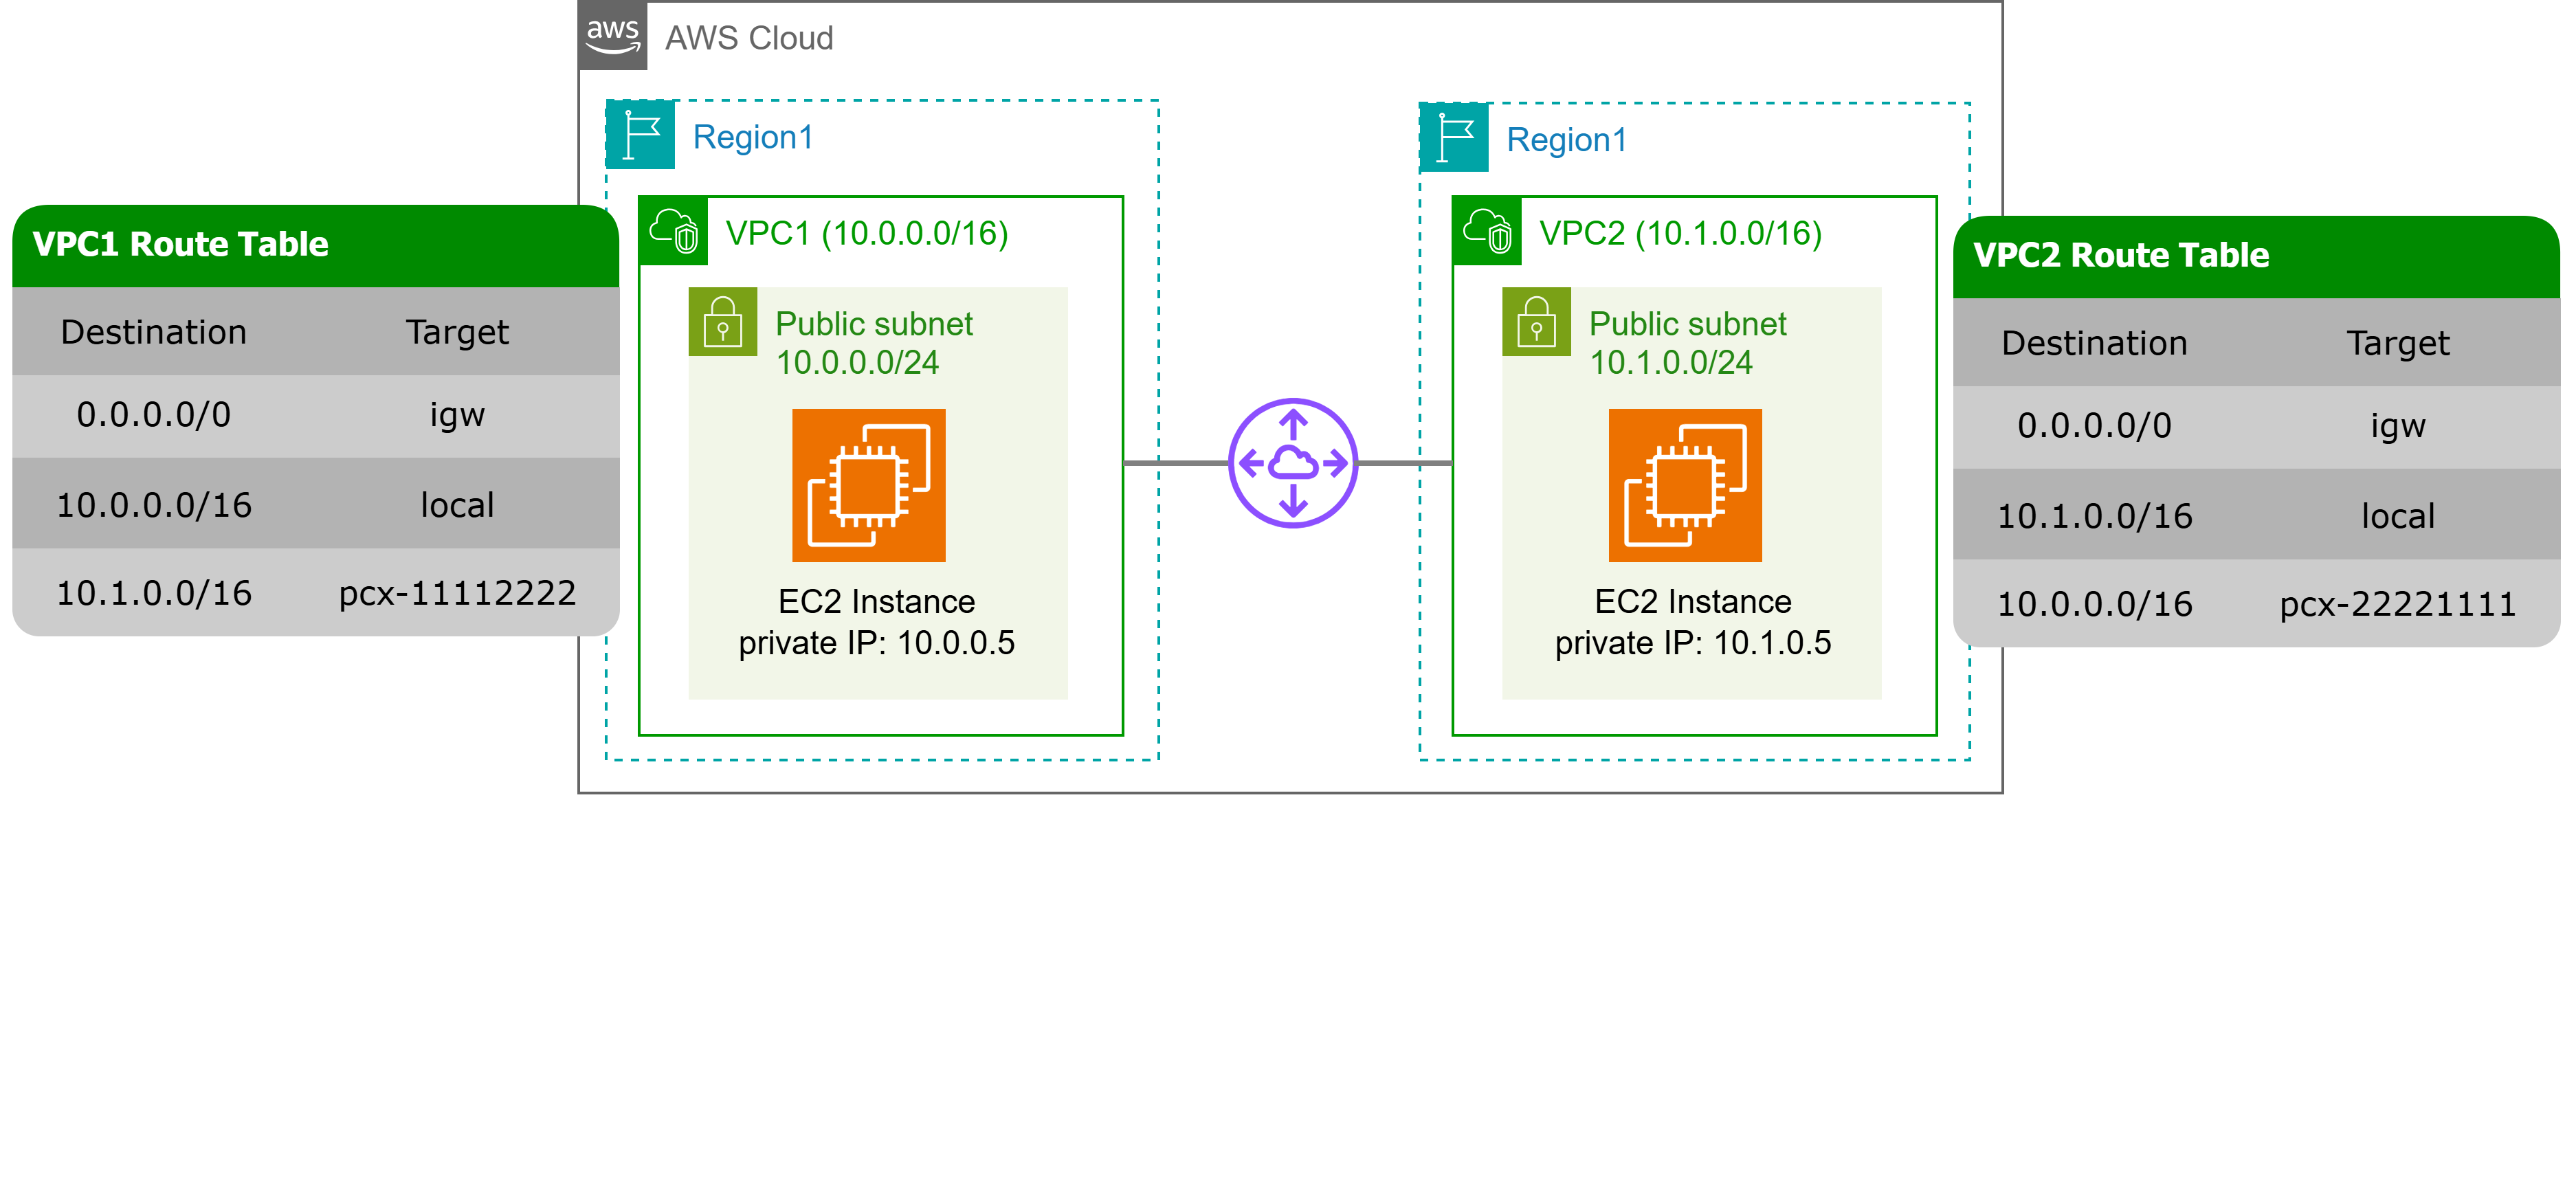 aws
AWS Cloud
Region1
Region1
VPC1 Route Table
Destination Target
0.0.0.0/0 igw
10.0.0.0/16 local
10.1.0.0/16 pcx-11112222
VPC1 (10.0.0.0/16)
Public subnet
10.0.0.0/24
EC2 Instance
private IP: 10.0.0.5
VPC2 (10.1.0.0/16)
Public subnet
10.1.0.0/24
EC2 Instance
private IP: 10.1.0.5
VPC2 Route Table
Destination Target
0.0.0.0/0 igw
10.1.0.0/16 local
10.0.0.0/16 pcx-22221111